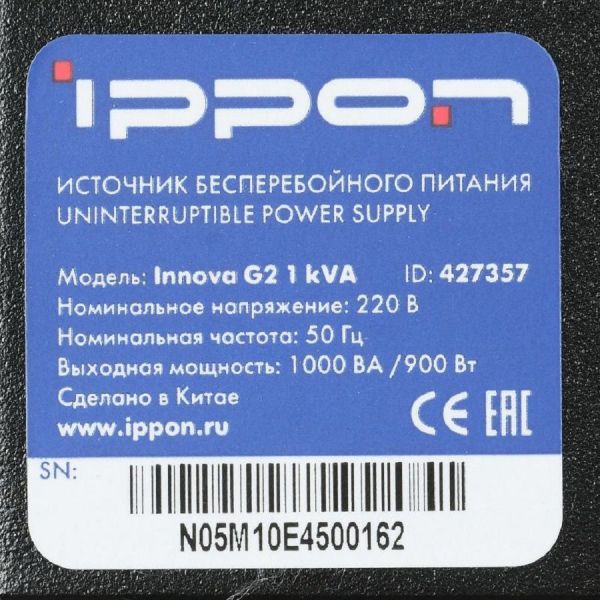 ippon
ИСТОЧНИК БЕСПЕРЕБОЙНОГО ПИТАНИЯ
UNINTERRUPTIBLE POWER SUPPLY
Модель: Innova G2 1 kVA ID: 427357
Номинальное напряжение: 220 В
Номинальная частота: 50 Гц
Выходная мощность: 1000 ВА /900 Вт
Сделано в Китае
www.ippon.ru
CE EAC
SN:
N05M10E4500162